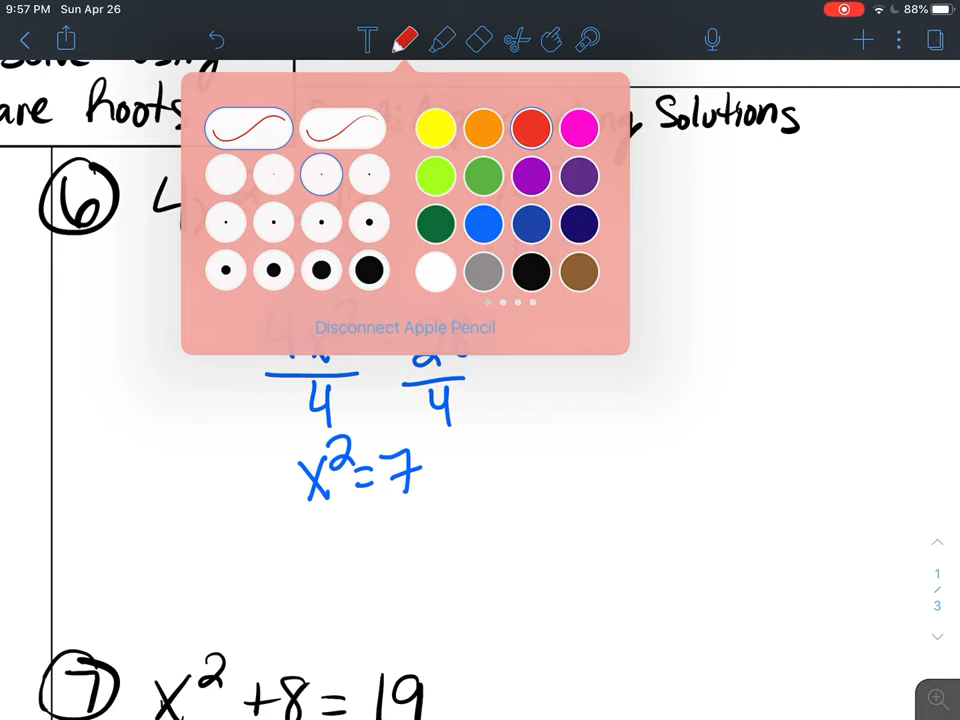 9:57 PM Sun Apr 26
88%
are Roots
Solutions
6
Disconnect Apple Pencil
4 4
x² = 7
1
/
3
7 x² + 8 = 19